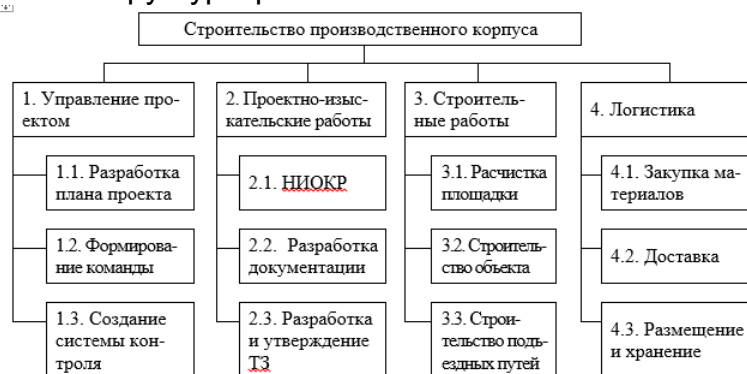 Строительство производственного корпуса
1. Управление про-
ектом
2. Проектно-изыс-
кательские работы
3. Строитель-
ные работы
4. Логистика
1.1. Разработка
плана проекта
2.1. НИОКР
3.1. Расчистка
площадки
4.1. Закупка ма-
териалов
1.2. Формирова-
ние команды
2.2. Разработка
документации
3.2. Строитель-
ство объекта
4.2. Доставка
1.3. Создание
системы кон-
троля
2.3. Разработка
и утверждение
ТЗ
3.3. Строи-
тельство подъ-
ездных путей
4.3. Размещение
и хранение